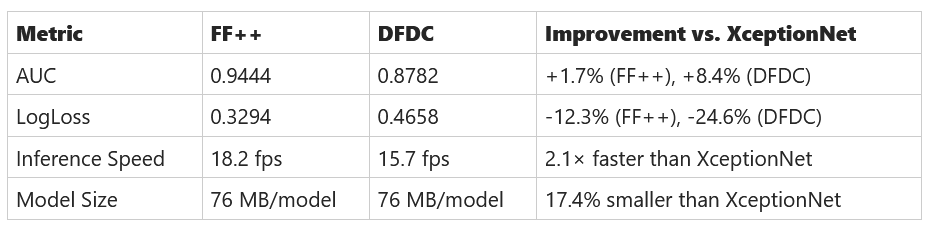 Metric FF++ DFDC Improvement vs. XceptionNet
AUC 0.9444 0.8782 +1.7% (FF++), +8.4% (DFDC)
LogLoss 0.3294 0.4658 -12.3% (FF++), -24.6% (DFDC)
Inference Speed 18.2 fps 15.7 fps 2.1× faster than XceptionNet
Model Size 76 MB/model 76 MB/model 17.4% smaller than XceptionNet